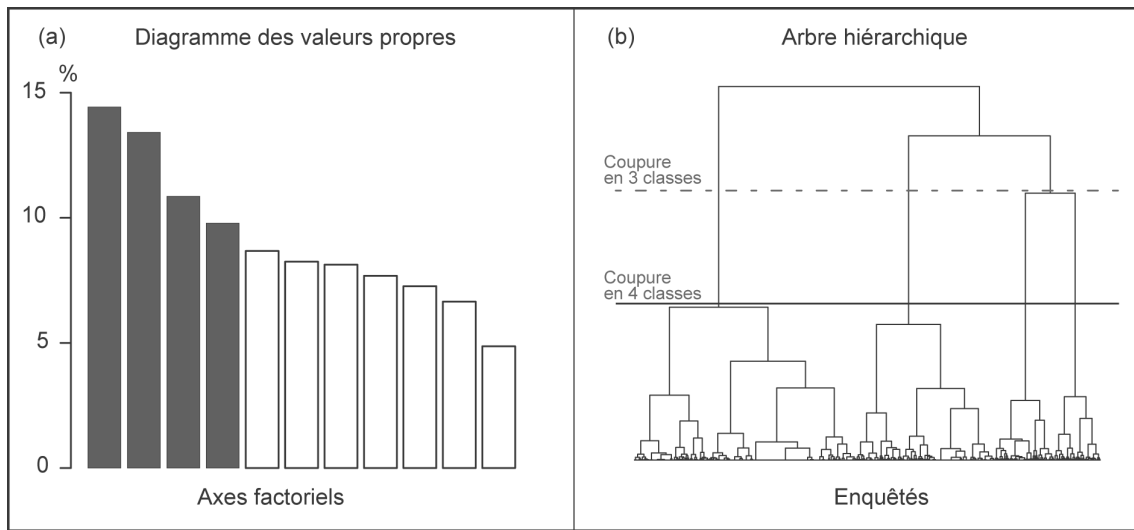 (a)
Diagramme des valeurs propres
%
15
10
5
0
Axes factoriels
(b)
Arbre hiérarchique
Coupure
en 3 classes
Coupure
en 4 classes
Enquêtés